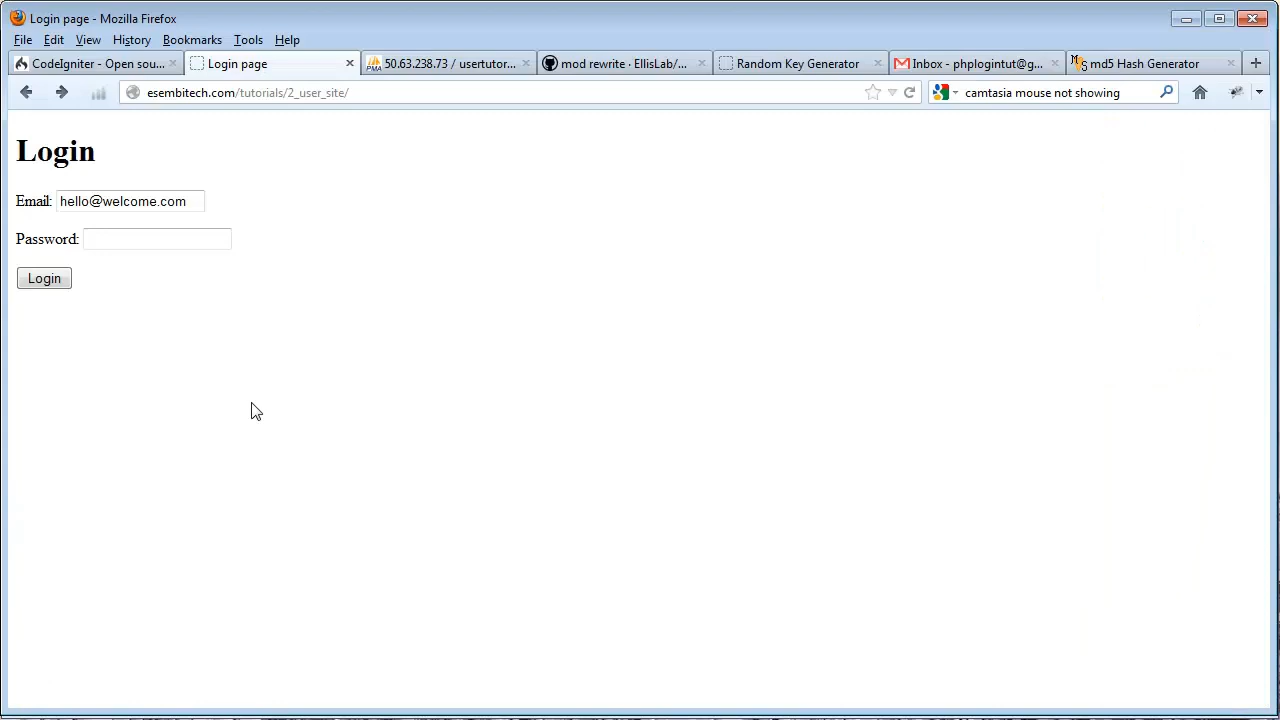 Login page - Mozilla Firefox
File Edit View History Bookmarks Tools Help
CodeIgniter - Open sou... Login page 50.63.238.73 / usertutor... mod rewrite · EllisLab/... Random Key Generator Inbox - phplogintut@g... md5 Hash Generator
esembitech.com/tutorials/2_user_site/ camtasia mouse not showing
Login
Email: hello@welcome.com
Password:
Login